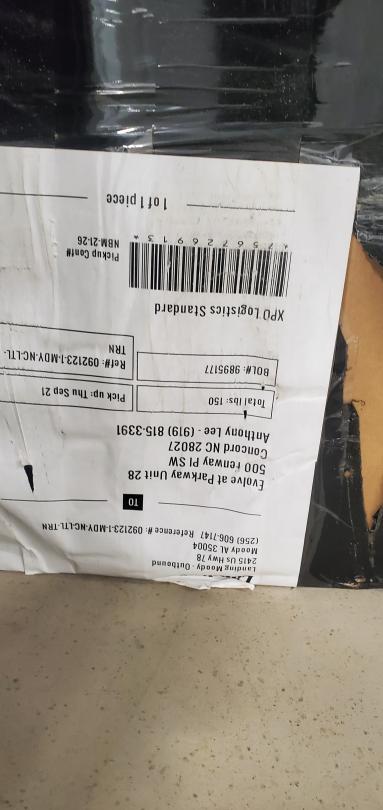 Landing Moody - Outbound
2415 Us Hwy 78
Moody AL 35004
(256) 606-7147 Reference #: 092123-1-MDY-NC-LTL-TRN
TO
Evolve at Parkway Unit 28
500 Fenway Pl SW
Concord NC 28027
Anthony Lee - (919) 815-3391
Total lbs: 150
Pick up: Thu Sep 21
BOL#: 9895177
Ref#: 092123-1-MDY-NC-LTL-
TRN
XPO Logistics Standard
Pickup Conf#
NBM-21-26
*756726913*
1 of 1 piece